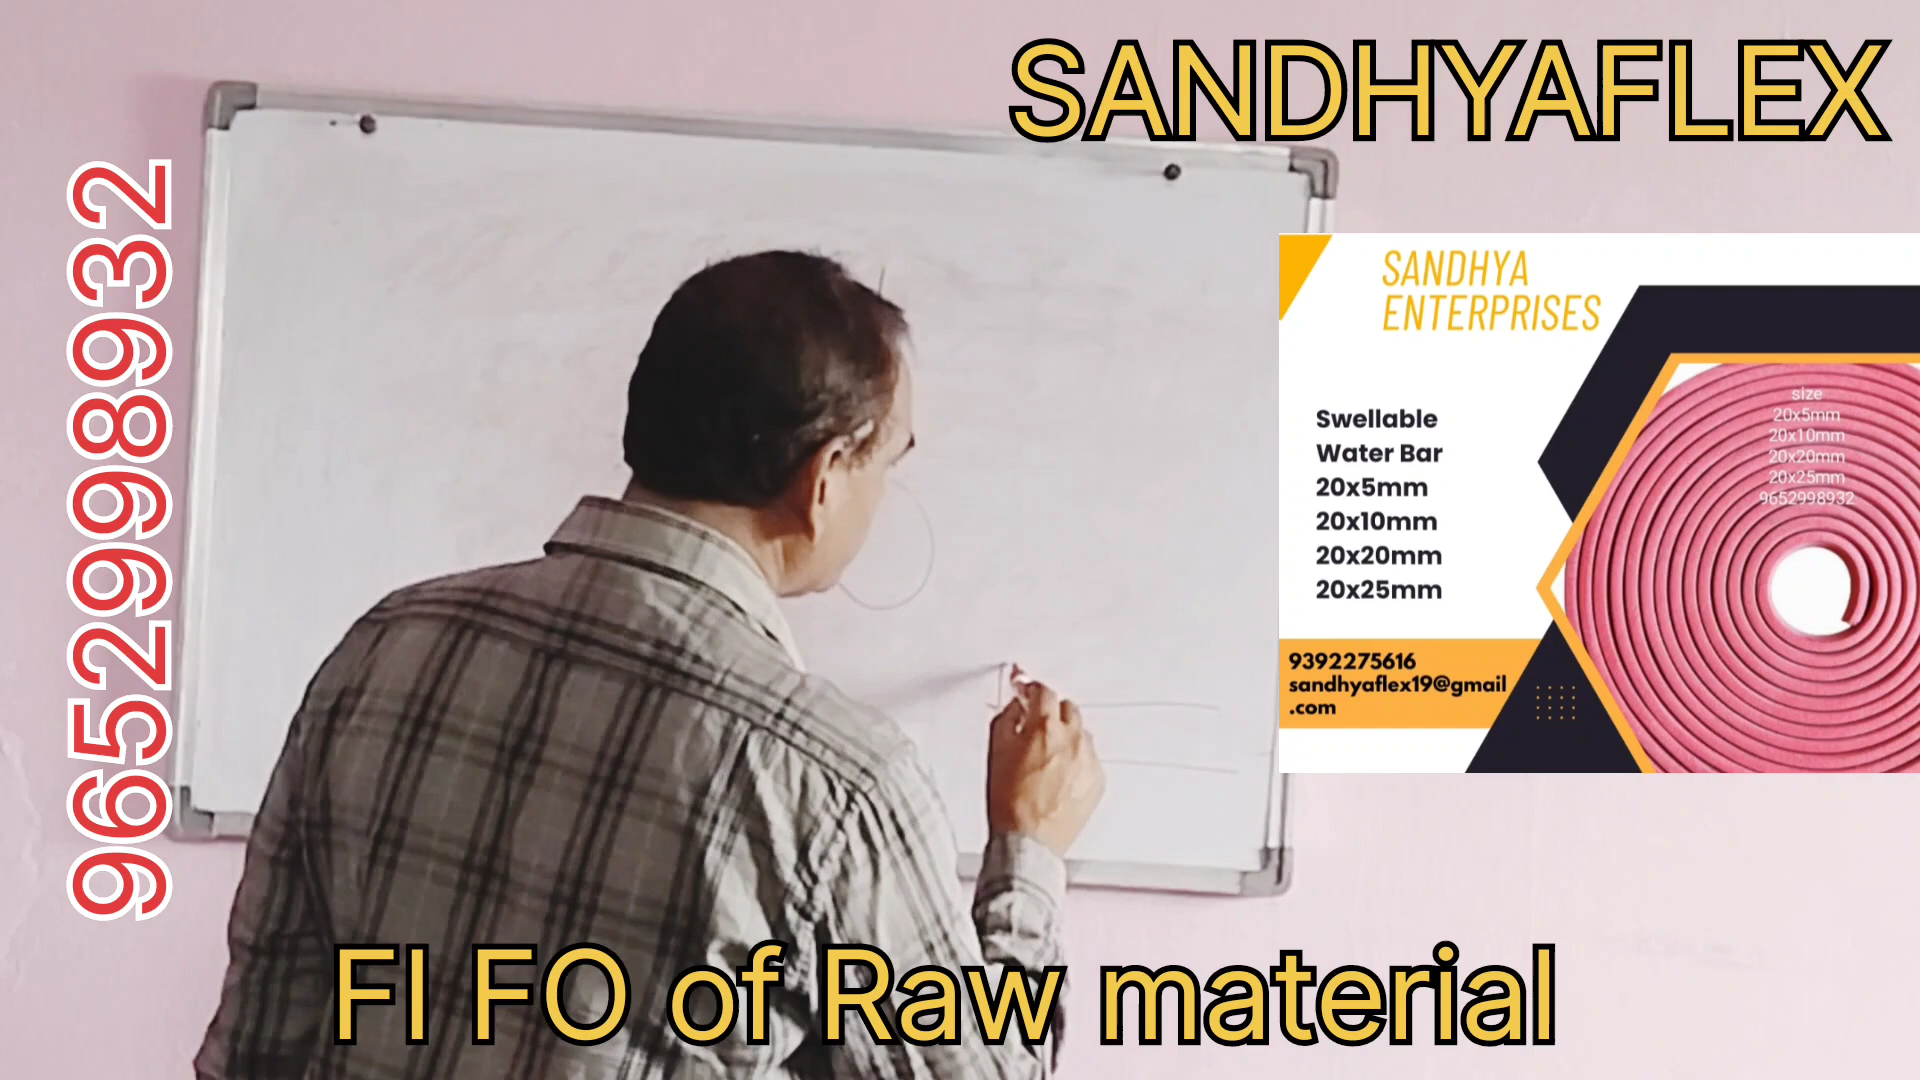 SANDHYAFLEX
9652998932
SANDHYA
ENTERPRISES
Swellable
Water Bar
20x5mm
20x10mm
20x20mm
20x25mm
9392275616
sandhyaflex19@gmail
.com
size
20x5mm
20x10mm
20x20mm
20x25mm
9652998932
FI FO of Raw material